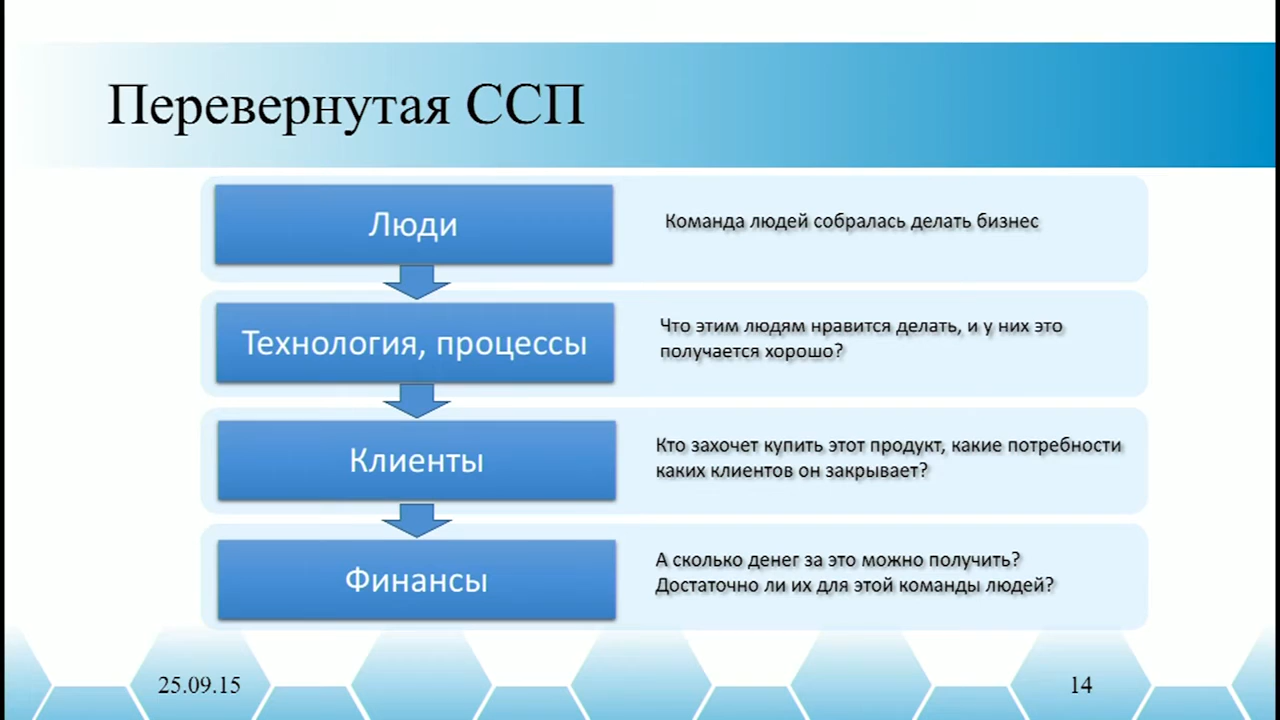 Перевернутая ССП
Люди
Команда людей собралась делать бизнес
Технология, процессы
Что этим людям нравится делать, и у них это
получается хорошо?
Клиенты
Кто захочет купить этот продукт, какие потребности
каких клиентов он закрывает?
Финансы
А сколько денег за это можно получить?
Достаточно ли их для этой команды людей?
25.09.15
14